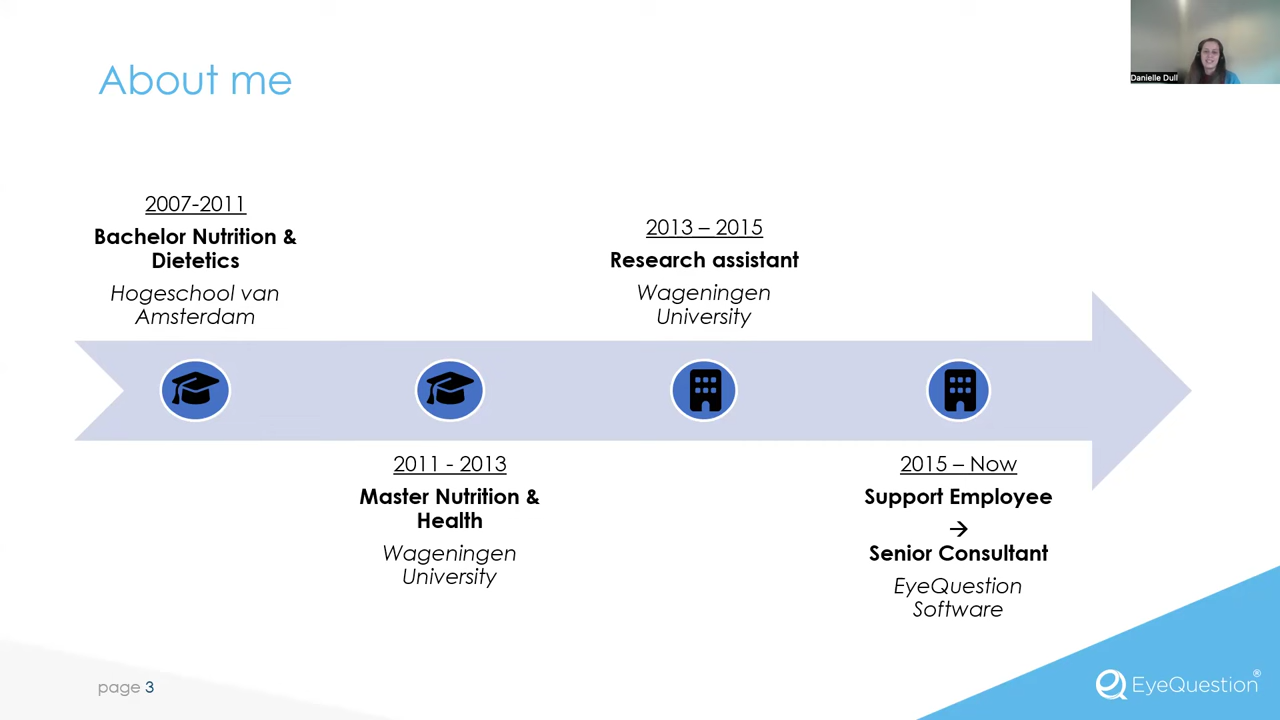 About me
Danielle Dull
2007-2011
Bachelor Nutrition &
Dietetics
Hogeschool van
Amsterdam
2011 - 2013
Master Nutrition &
Health
Wageningen
University
2013 – 2015
Research assistant
Wageningen
University
2015 – Now
Support Employee
→
Senior Consultant
EyeQuestion
Software
page 3
EyeQuestion®